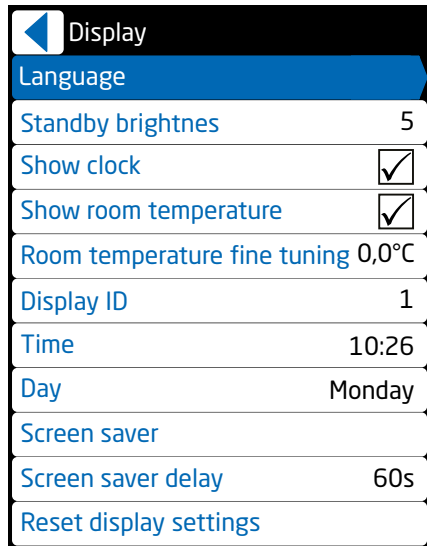 Display
Language
Standby brightnes 5
Show clock
Show room temperature
Room temperature fine tuning 0,0°C
Display ID 1
Time 10:26
Day Monday
Screen saver
Screen saver delay 60s
Reset display settings